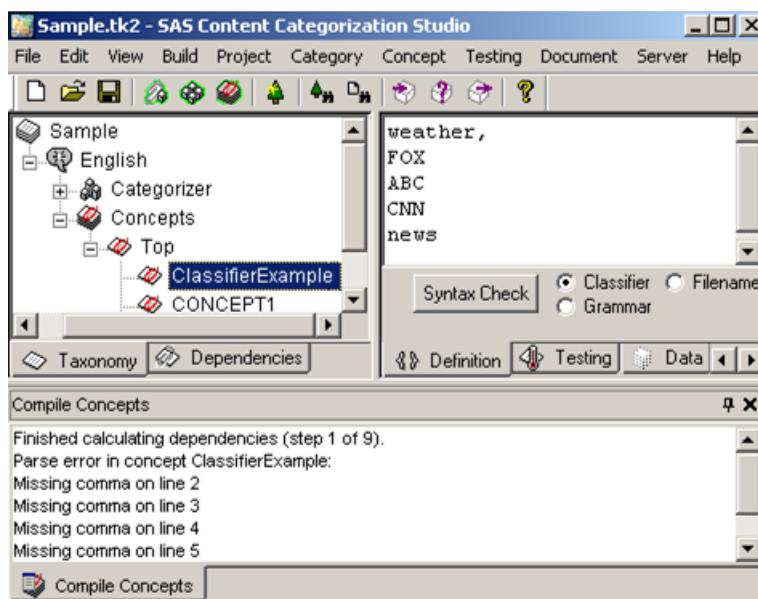 Sample.tk2 - SAS Content Categorization Studio
File Edit View Build Project Category Concept Testing Document Server Help
Sample
English
Categorizer
Concepts
Top
ClassifierExample
CONCEPT1
Taxonomy Dependencies
weather,
FOX
ABC
CNN
news
Syntax Check Classifier Filename
Grammar
Definition Testing Data
Compile Concepts
Finished calculating dependencies (step 1 of 9).
Parse error in concept ClassifierExample:
Missing comma on line 2
Missing comma on line 3
Missing comma on line 4
Missing comma on line 5
Compile Concepts